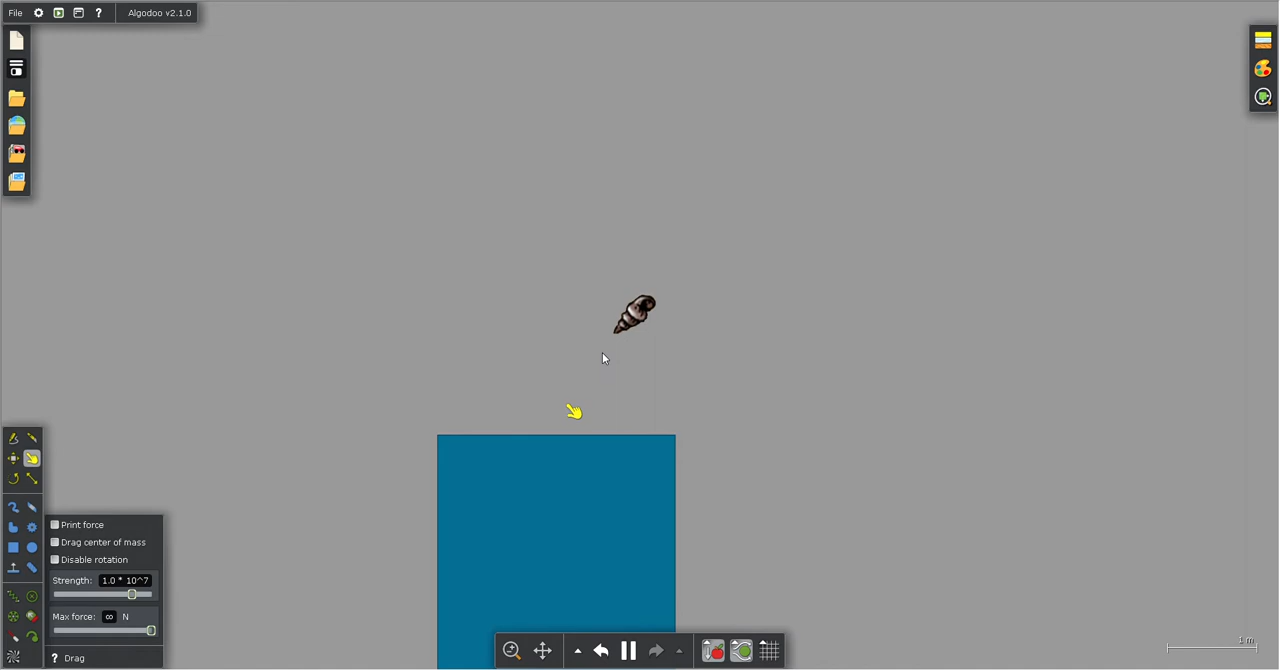 File ? Algodoo v2.1.0
Print force
Drag center of mass
Disable rotation
Strength: 1.0 * 10^7
Max force: ∞ N
? Drag
1 m